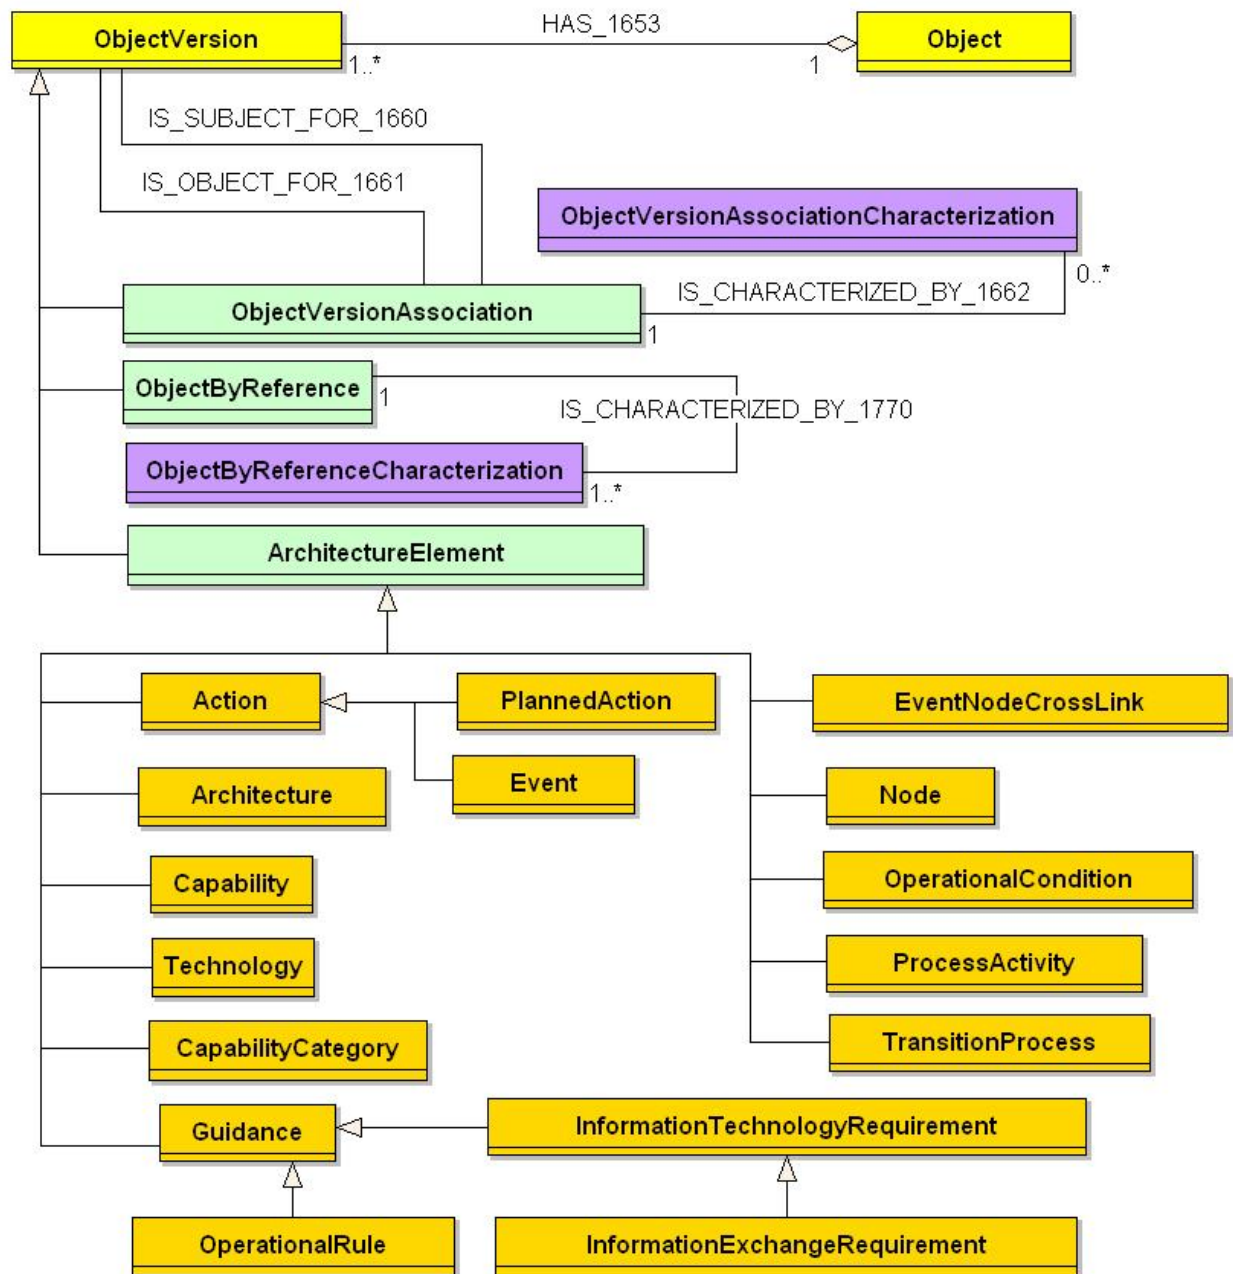 ObjectVersion
HAS_1653
Object
1..*
1
IS_SUBJECT_FOR_1660
IS_OBJECT_FOR_1661
ObjectVersionAssociationCharacterization
0..*
IS_CHARACTERIZED_BY_1662
ObjectVersionAssociation
1
ObjectByReference
1
IS_CHARACTERIZED_BY_1770
ObjectByReferenceCharacterization
1..*
ArchitectureElement
Action
PlannedAction
EventNodeCrossLink
Event
Architecture
Node
Capability
OperationalCondition
Technology
ProcessActivity
CapabilityCategory
TransitionProcess
Guidance
InformationTechnologyRequirement
OperationalRule
InformationExchangeRequirement